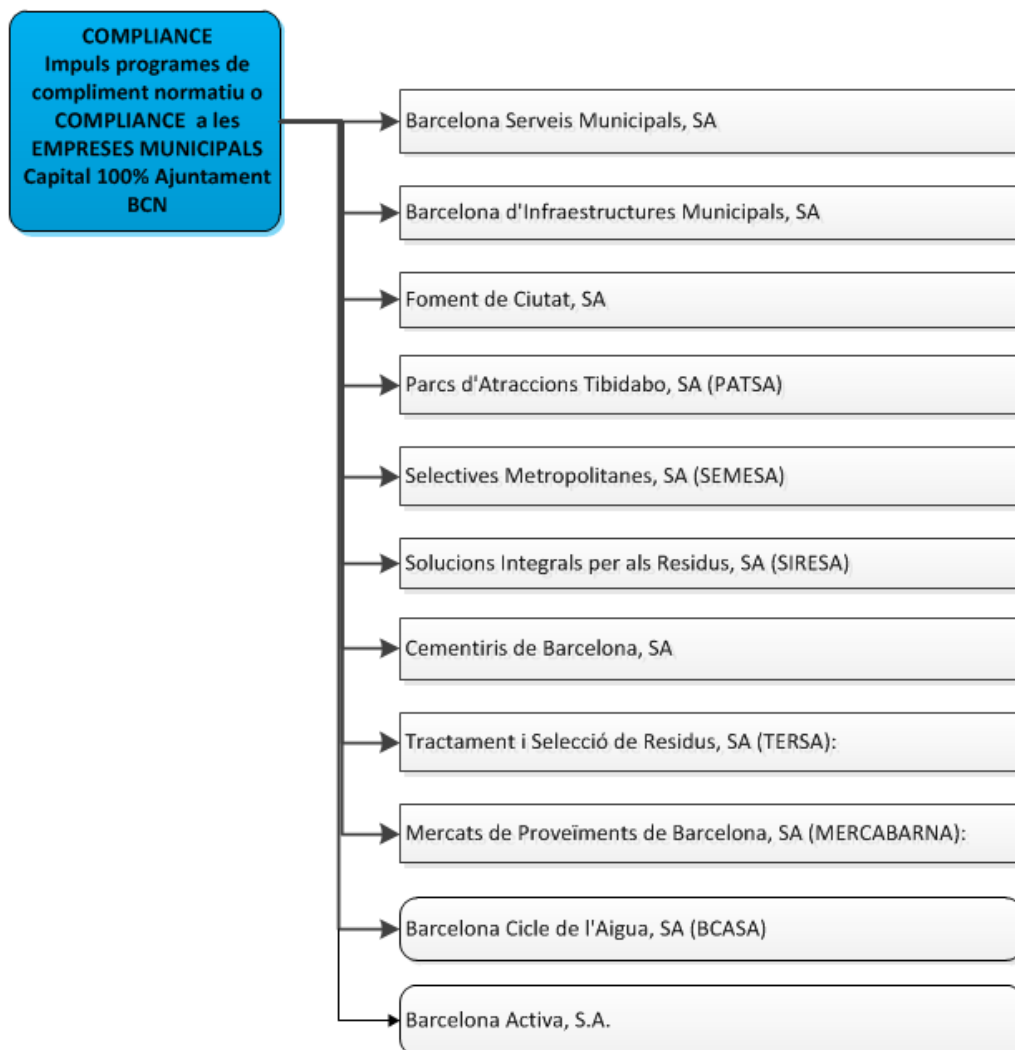 COMPLIANCE
Impuls programes de
compliment normatiu o
COMPLIANCE a les
EMPRESES MUNICIPALS
Capital 100% Ajuntament
BCN
Barcelona Serveis Municipals, SA
Barcelona d'Infraestructures Municipals, SA
Foment de Ciutat, SA
Parcs d'Atraccions Tibidabo, SA (PATSA)
Selectives Metropolitanes, SA (SEMESA)
Solucions Integrals per als Residus, SA (SIRESA)
Cementiris de Barcelona, SA
Tractament i Selecció de Residus, SA (TERSA):
Mercats de Proveïments de Barcelona, SA (MERCABARNA):
Barcelona Cicle de l'Aigua, SA (BCASA)
Barcelona Activa, S.A.